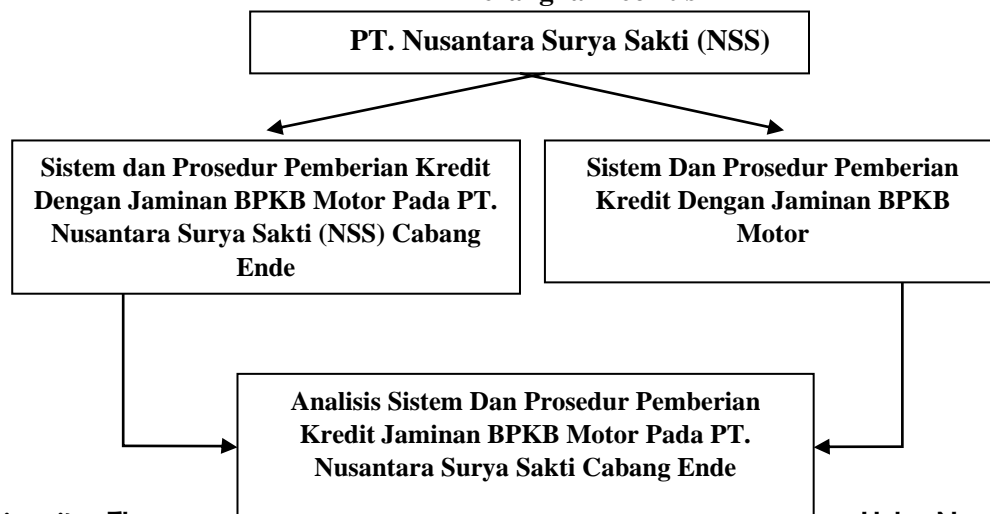 PT. Nusantara Surya Sakti (NSS)
Sistem dan Prosedur Pemberian Kredit
Dengan Jaminan BPKB Motor Pada PT.
Nusantara Surya Sakti (NSS) Cabang
Ende
Sistem Dan Prosedur Pemberian
Kredit Dengan Jaminan BPKB
Motor
Analisis Sistem Dan Prosedur Pemberian
Kredit Jaminan BPKB Motor Pada PT.
Nusantara Surya Sakti Cabang Ende